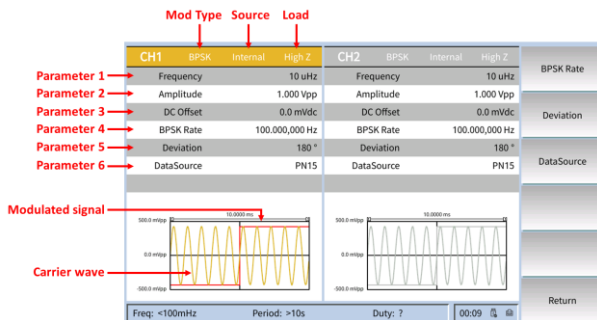 Mod Type Source Load
CH1 BPSK Internal High Z CH2 BPSK Internal High Z
BPSK Rate
Parameter 1 Frequency 10 uHz Frequency 10 uHz
Parameter 2 Amplitude 1.000 Vpp Amplitude 1.000 Vpp
Parameter 3 DC Offset 0.0 mVdc DC Offset 0.0 mVdc
Deviation
Parameter 4 BPSK Rate 100.000,000 Hz BPSK Rate 100.000,000 Hz
Parameter 5 Deviation 180 ° Deviation 180 °
Parameter 6 DataSource PN15 DataSource PN15
DataSource
Modulated signal
10.0000 ms 10.0000 ms
500.0 mVpp 500.0 mVpp
0.0 mVpp 0.0 mVpp
Carrier wave
-500.0 mVpp -500.0 mVpp
Return
Freq: <100mHz Period: >10s Duty: ? 00:09